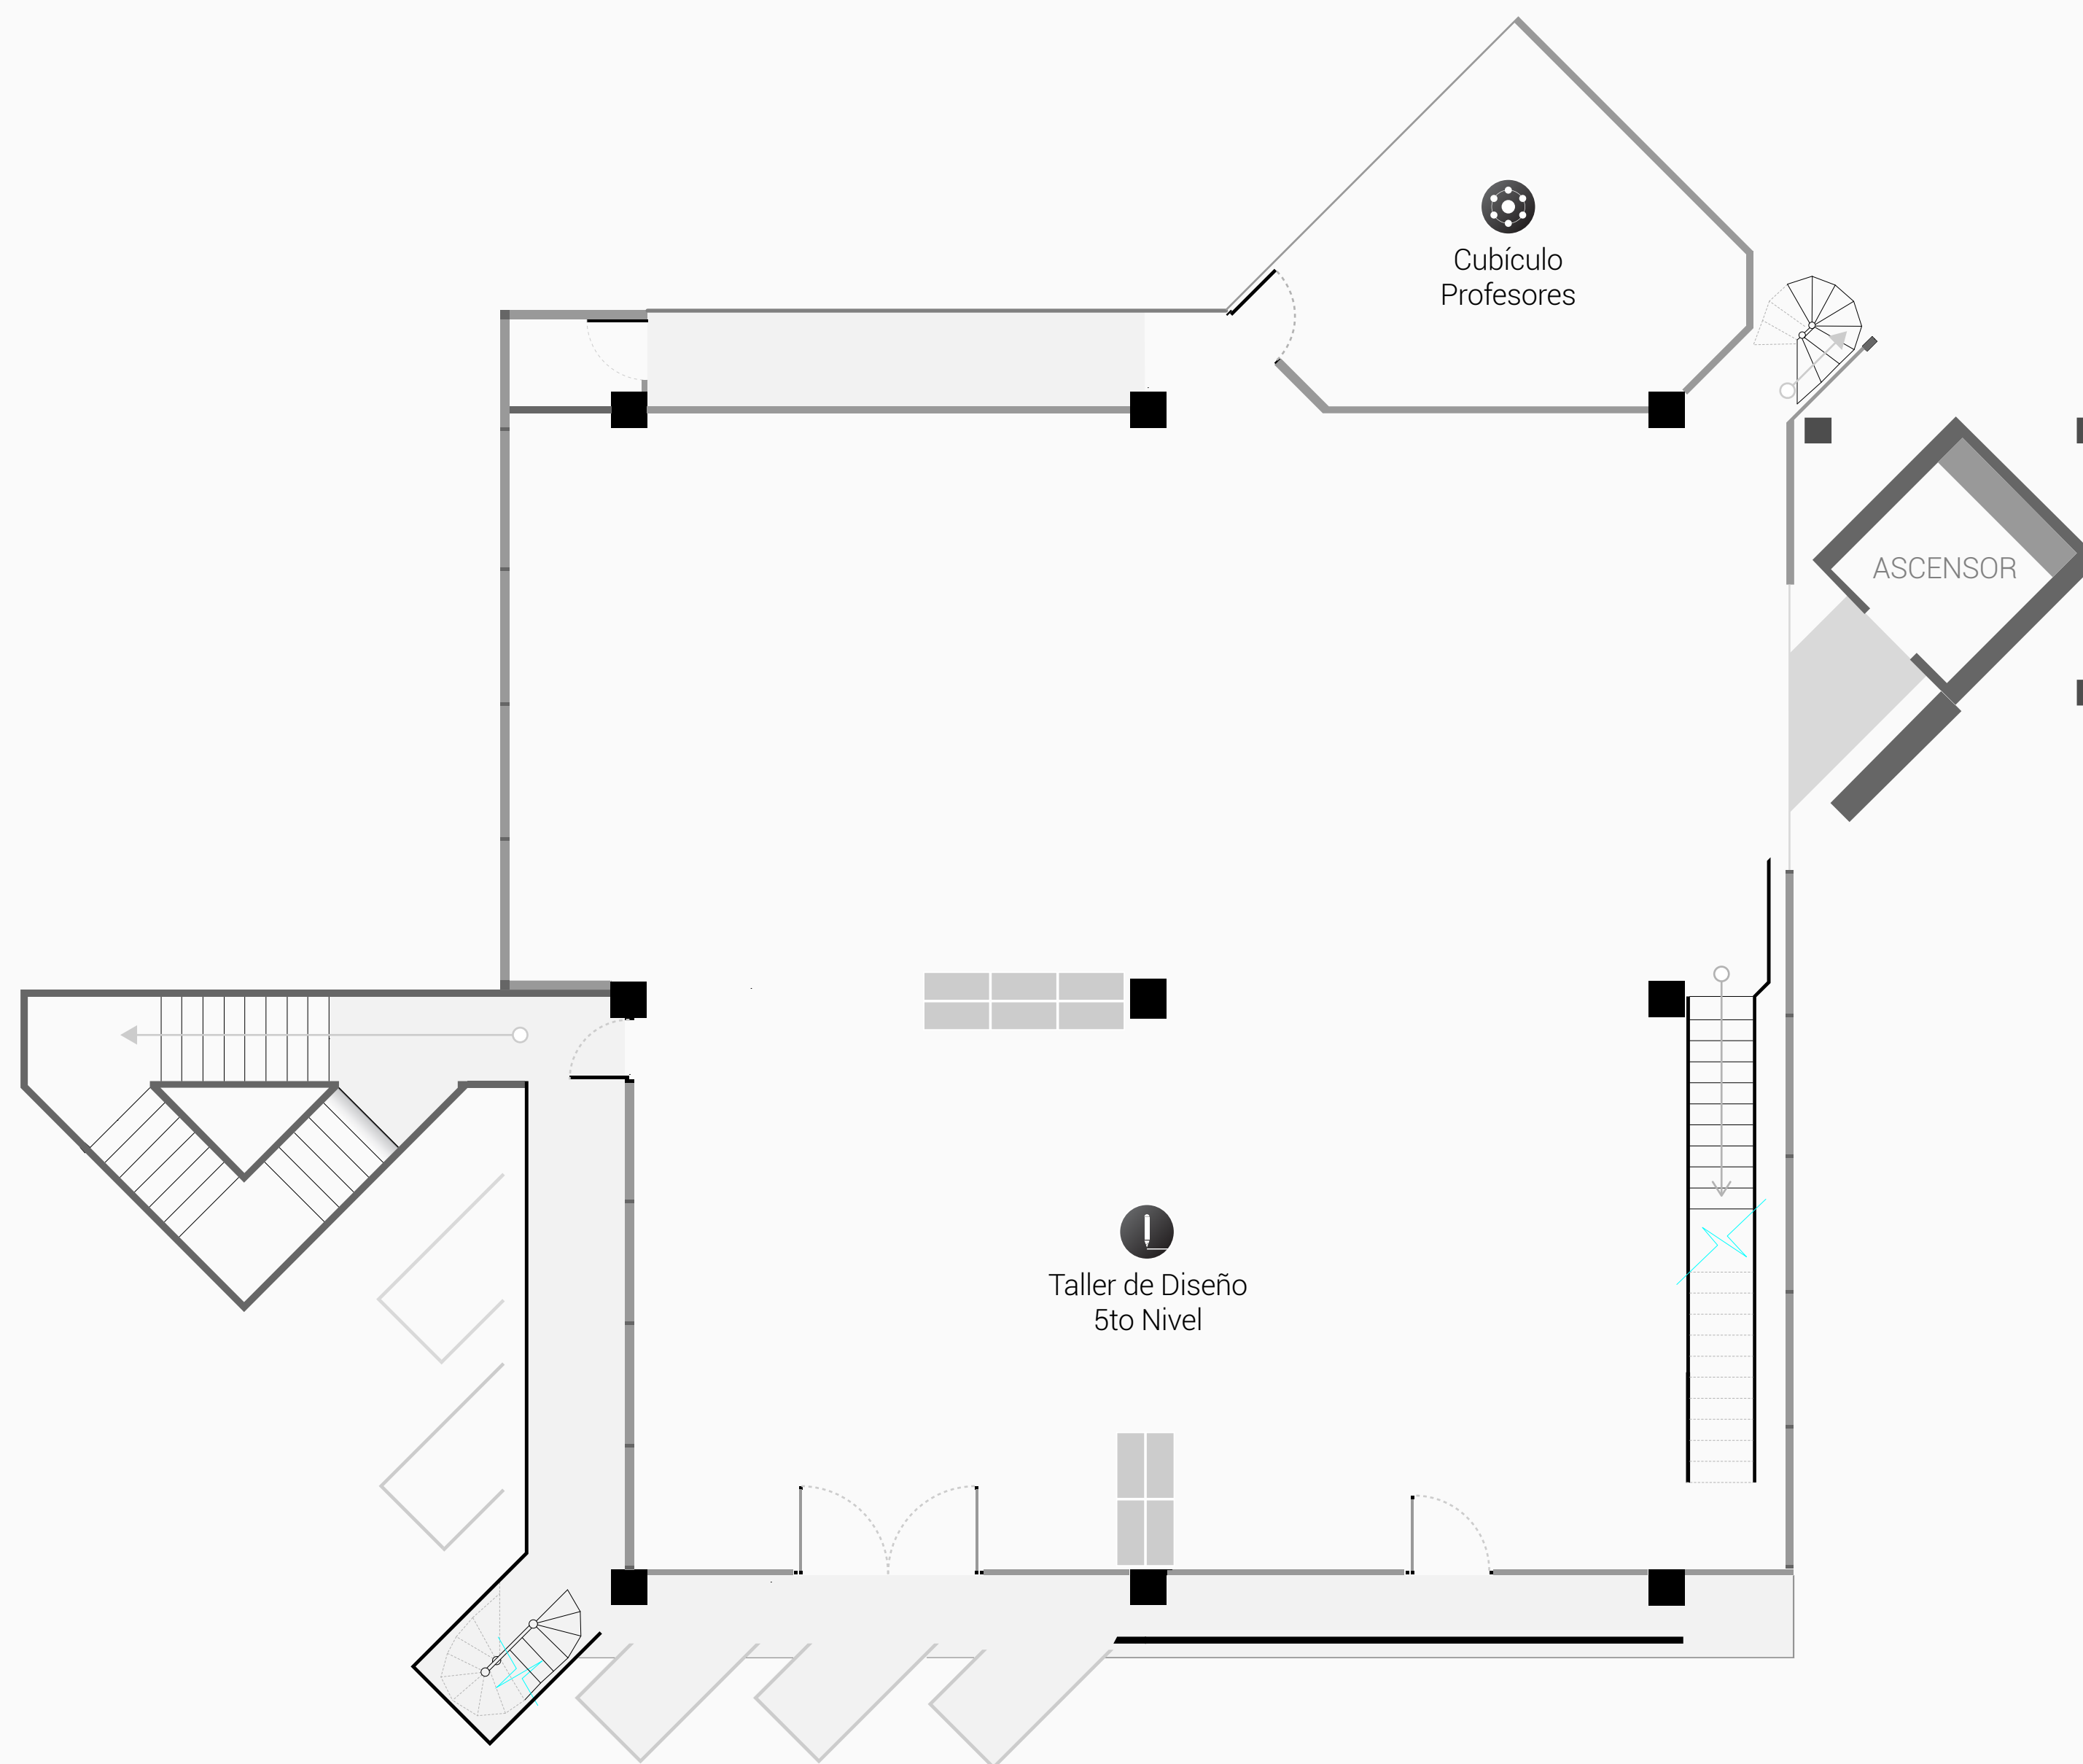 Cubículo
Profesores
ASCENSOR
Taller de Diseño
5to Nivel